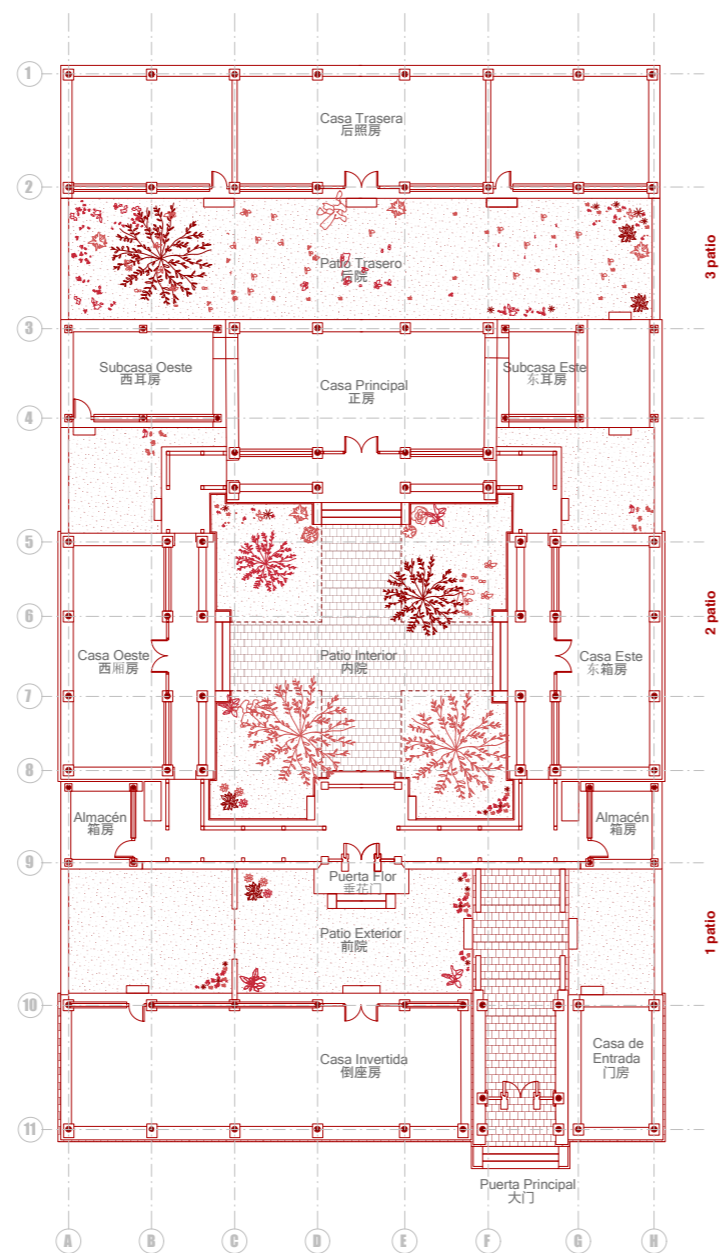 1
Casa Trasera
后照房
2
Patio Trasero
后院
3 patio
3
Subcasa Oeste
西耳房
Subcasa Este
东耳房
Casa Principal
正房
4
5
6
2 patio
Casa Oeste
西厢房
Patio Interior
内院
Casa Este
东箱房
7
8
Almacén
箱房
Almacén
箱房
9
Puerta Flor
垂花门
Patio Exterior
前院
1 patio
10
Casa Invertida
倒座房
Casa de
Entrada
门房
11
Puerta Principal
大门
A B C D E F G H